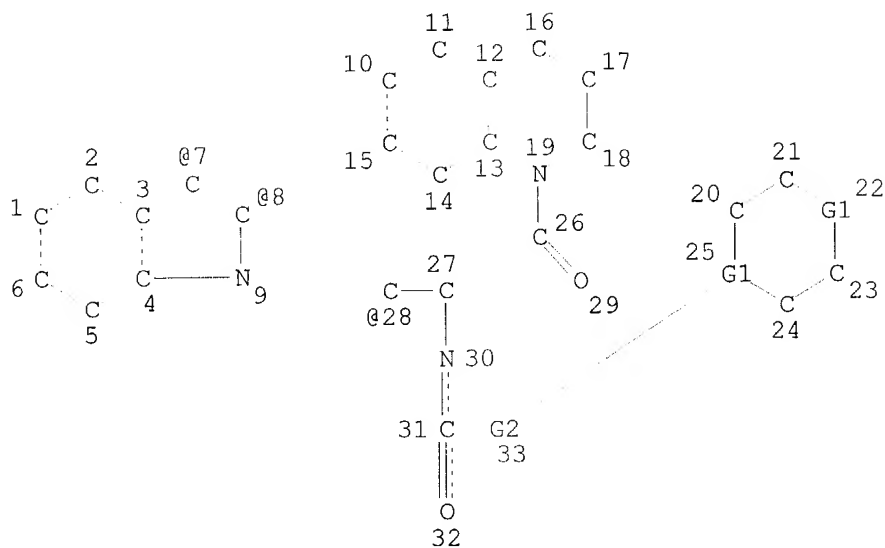 11 16
C C
10 12 17
C C C
15 19
C C C 18
@7 13
2 C N 21
C 3 @8 14 20 C 22
1 C C C C G1
C 26
C 25
6 C C N 27 O G1 C
4 9 C C 29 23
C @28 C
5 24
N 30
31 C G2
33
O
32